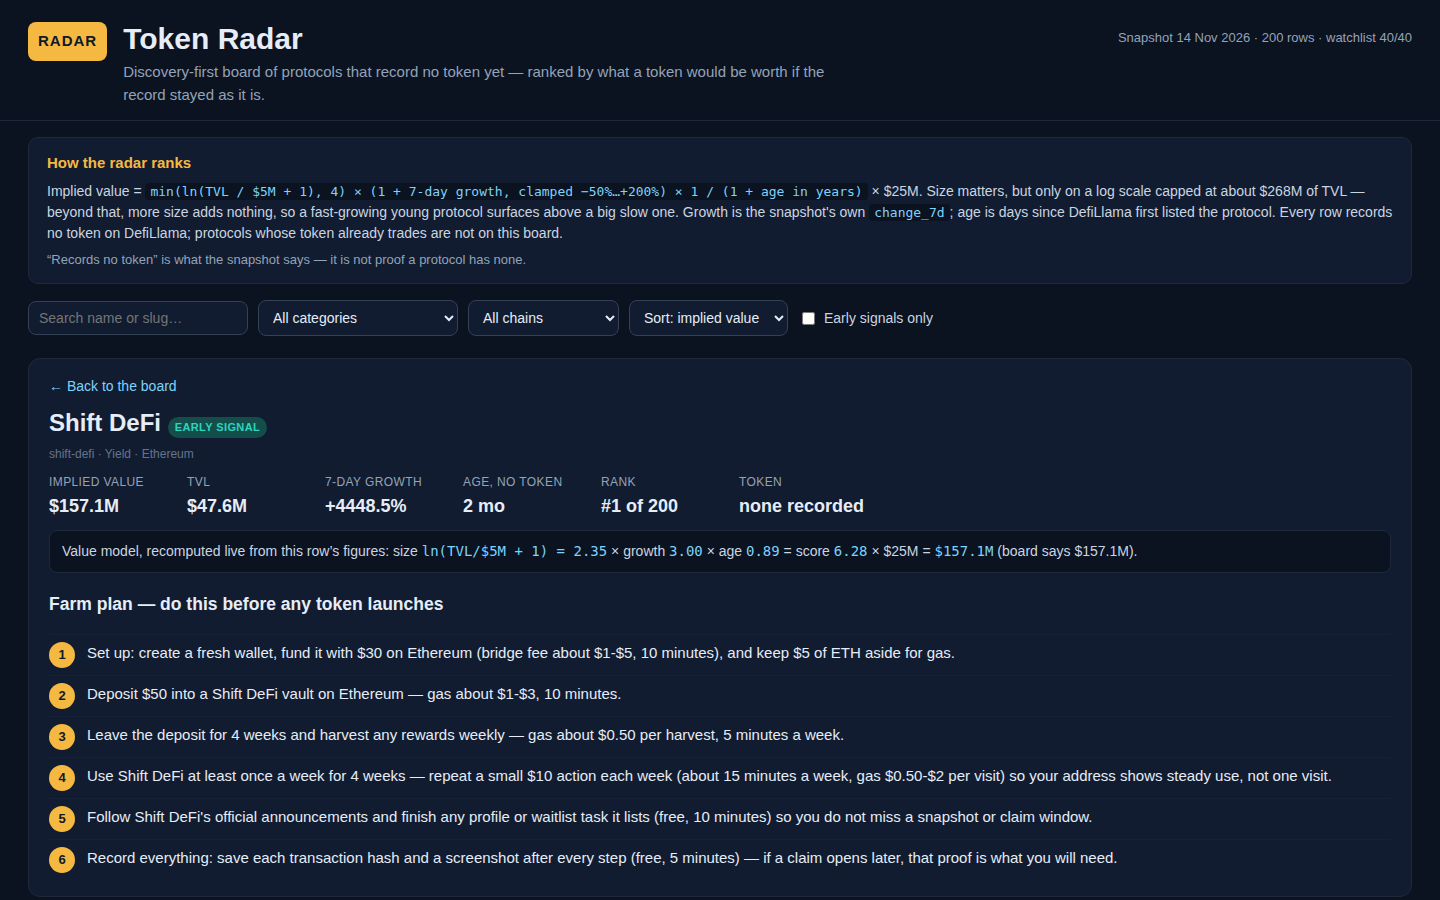 RADAR
Token Radar
Snapshot 14 Nov 2026 · 200 rows · watchlist 40/40
Discovery-first board of protocols that record no token yet — ranked by what a token would be worth if the
record stayed as it is.
How the radar ranks
Implied value = min(ln(TVL / $5M + 1), 4) × (1 + 7-day growth, clamped −50%…+200%) × 1 / (1 + age in years) × $25M. Size matters, but only on a log scale capped at about $268M of TVL —
beyond that, more size adds nothing, so a fast-growing young protocol surfaces above a big slow one. Growth is the snapshot's own change_7d ; age is days since DefiLlama first listed the protocol. Every row records
no token on DefiLlama; protocols whose token already trades are not on this board.
“Records no token” is what the snapshot says — it is not proof a protocol has none.
Search name or slug…
All categories
All chains
Sort: implied value
Early signals only
← Back to the board
Shift DeFi EARLY SIGNAL
shift-defi · Yield · Ethereum
IMPLIED VALUE TVL 7-DAY GROWTH AGE, NO TOKEN RANK TOKEN
$157.1M $47.6M +4448.5% 2 mo #1 of 200 none recorded
Value model, recomputed live from this row’s figures: size ln(TVL/$5M + 1) = 2.35 × growth 3.00 × age 0.89 = score 6.28 × $25M = $157.1M (board says $157.1M).
Farm plan — do this before any token launches
1 Set up: create a fresh wallet, fund it with $30 on Ethereum (bridge fee about $1-$5, 10 minutes), and keep $5 of ETH aside for gas.
2 Deposit $50 into a Shift DeFi vault on Ethereum — gas about $1-$3, 10 minutes.
3 Leave the deposit for 4 weeks and harvest any rewards weekly — gas about $0.50 per harvest, 5 minutes a week.
4 Use Shift DeFi at least once a week for 4 weeks — repeat a small $10 action each week (about 15 minutes a week, gas $0.50-$2 per visit) so your address shows steady use, not one visit.
5 Follow Shift DeFi's official announcements and finish any profile or waitlist task it lists (free, 10 minutes) so you do not miss a snapshot or claim window.
6 Record everything: save each transaction hash and a screenshot after every step (free, 5 minutes) — if a claim opens later, that proof is what you will need.